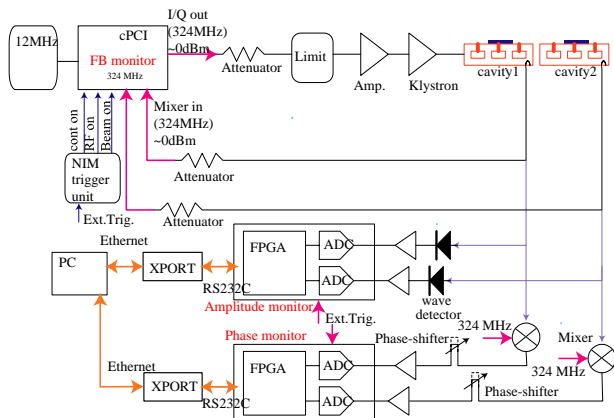 I/Q out
(324MHz)
~0dBm
12MHz
cPCI
FB monitor
324 MHz
Attenuator
Limit
Amp.
Klystron
cavity1
cavity2
Mixer in
(324MHz)
~0dBm
cont on
RF on
Beam on
NIM
trigger
unit
Ext.Trig.
Attenuator
Attenuator
Ethernet
PC
XPORT
RS232C
FPGA
ADC
ADC
wave
detector
Amplitude monitor
Ext.Trig.
Phase monitor
Phase-shifter
324 MHz
Mixer
324 MHz
Ethernet
XPORT
RS232C
FPGA
ADC
ADC
Phase-shifter